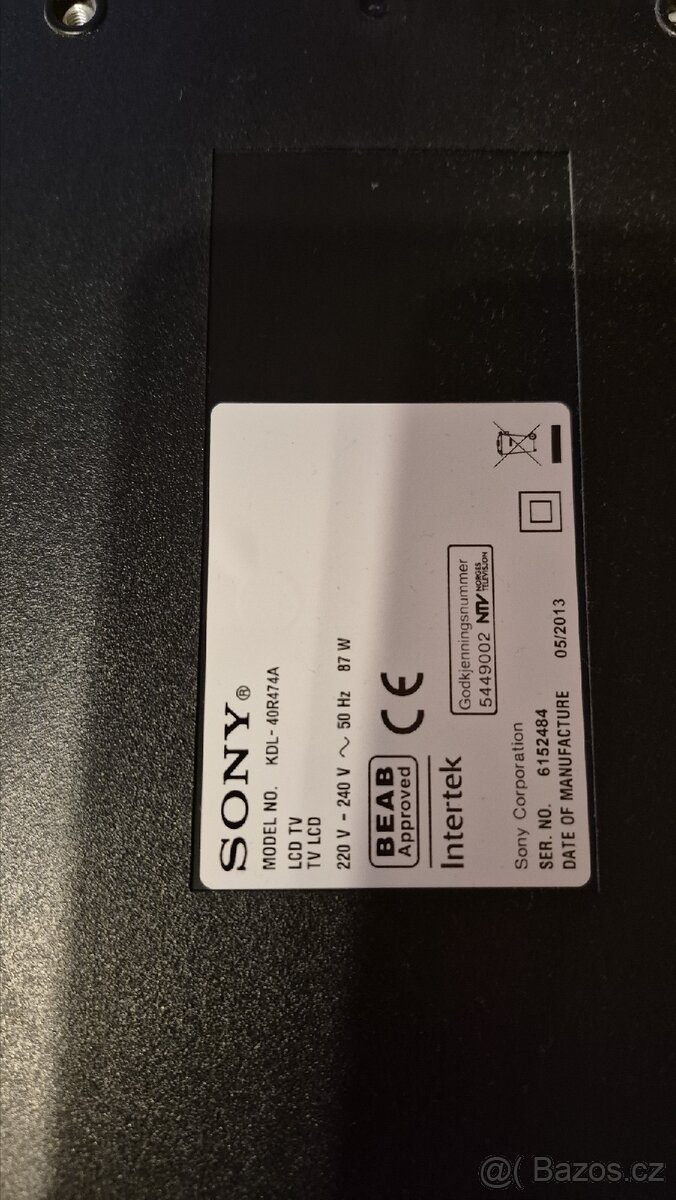 SONY®
MODEL NO. KDL-40R474A
LCD TV
TV LCD
220 V - 240 V ~ 50 Hz 87 W
BEAB
Approved
Intertek
CE
Godkjenningsnummer
5449002 NTV NORGES
TELEVISJON
Sony Corporation
SER. NO. 6152484
DATE OF MANUFACTURE 05/2013
@( Bazos.cz